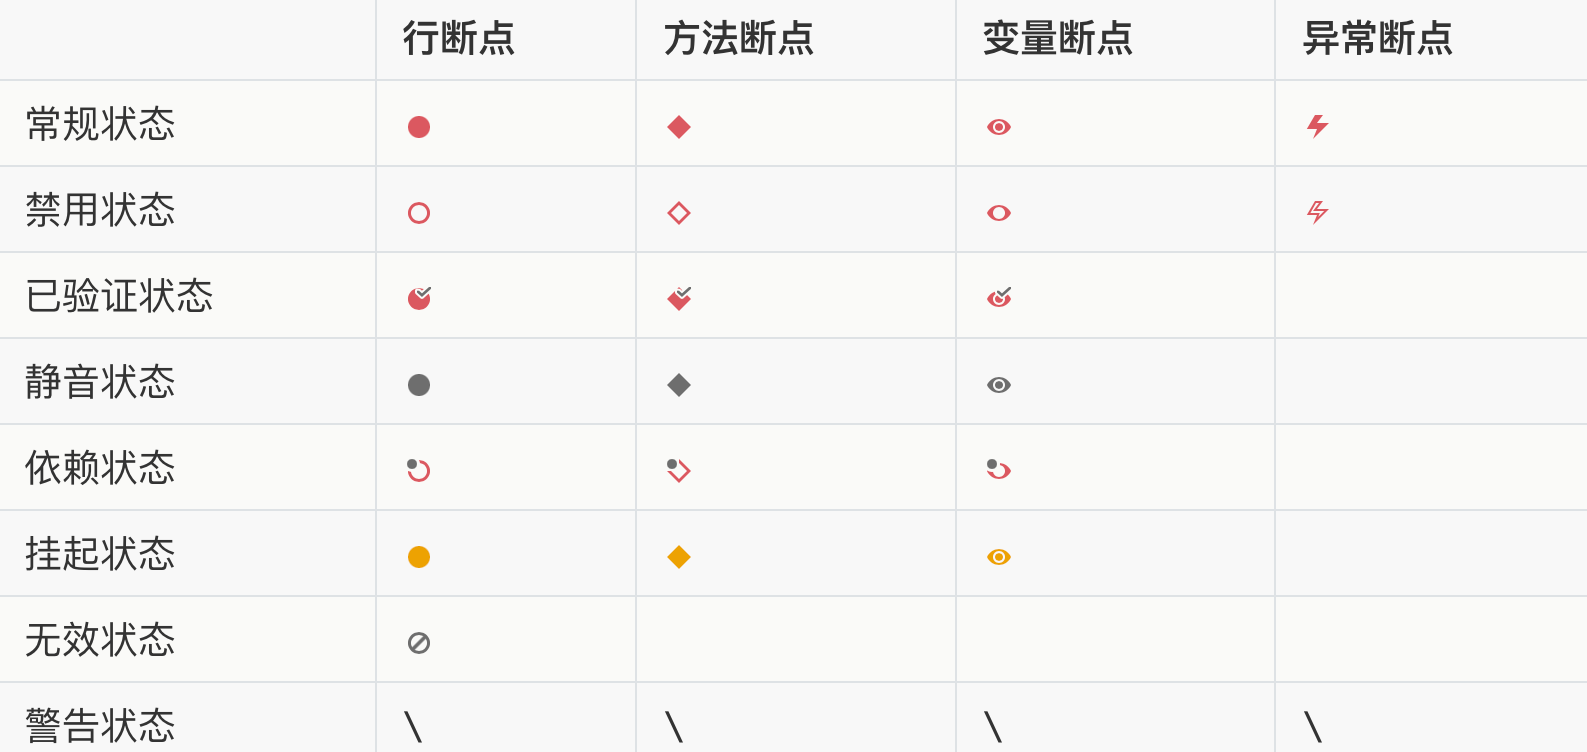 行断点 方法断点 变量断点 异常断点
常规状态
禁用状态
已验证状态
静音状态
依赖状态
挂起状态
无效状态
警告状态 \ \ \ \